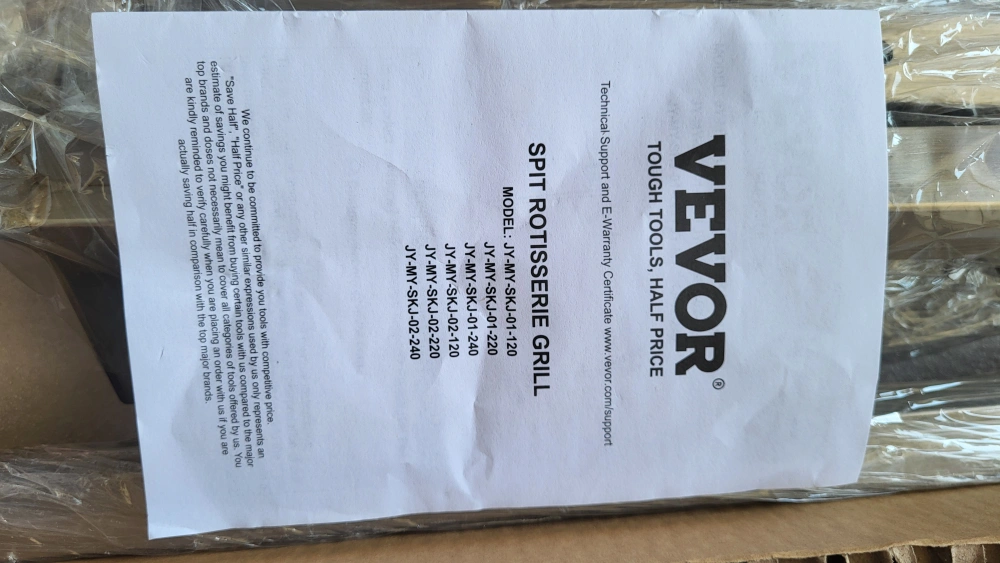 VEVOR®
TOUGH TOOLS, HALF PRICE
Technical Support and E-Warranty Certificate www.vevor.com/support
SPIT ROTISSERIE GRILL
MODEL: JY-MY-SKJ-01-120
JY-MY-SKJ-01-220
JY-MY-SKJ-01-240
JY-MY-SKJ-02-120
JY-MY-SKJ-02-220
JY-MY-SKJ-02-240
We continue to be committed to provide you tools with competitive price.
"Save Half", "Half Price" or any other similar expressions used by us only represents an
estimate of savings you might benefit from buying certain tools with us compared to the major
top brands and doses not necessarily mean to cover all categories of tools offered by us. You
are kindly reminded to verify carefully when you are placing an order with us if you are
actually saving half in comparison with the top major brands.